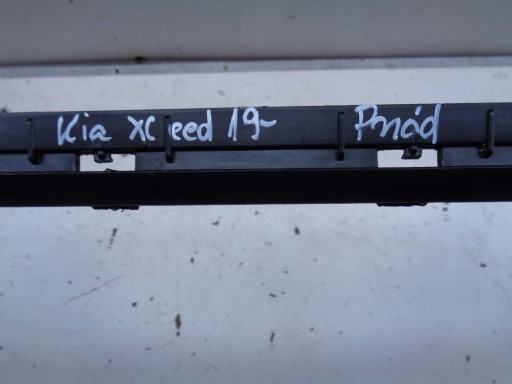 Kia XCeed 19- Przód